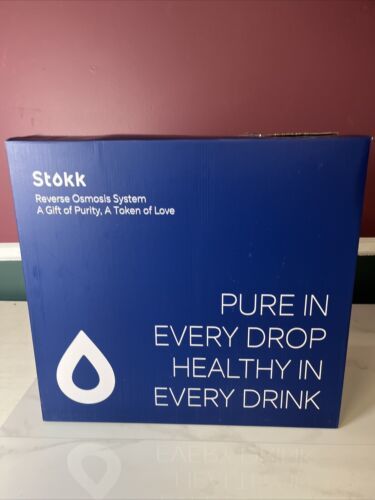 Stokk
Reverse Osmosis System
A Gift of Purity, A Token of Love
PURE IN
EVERY DROP
HEALTHY IN
EVERY DRINK